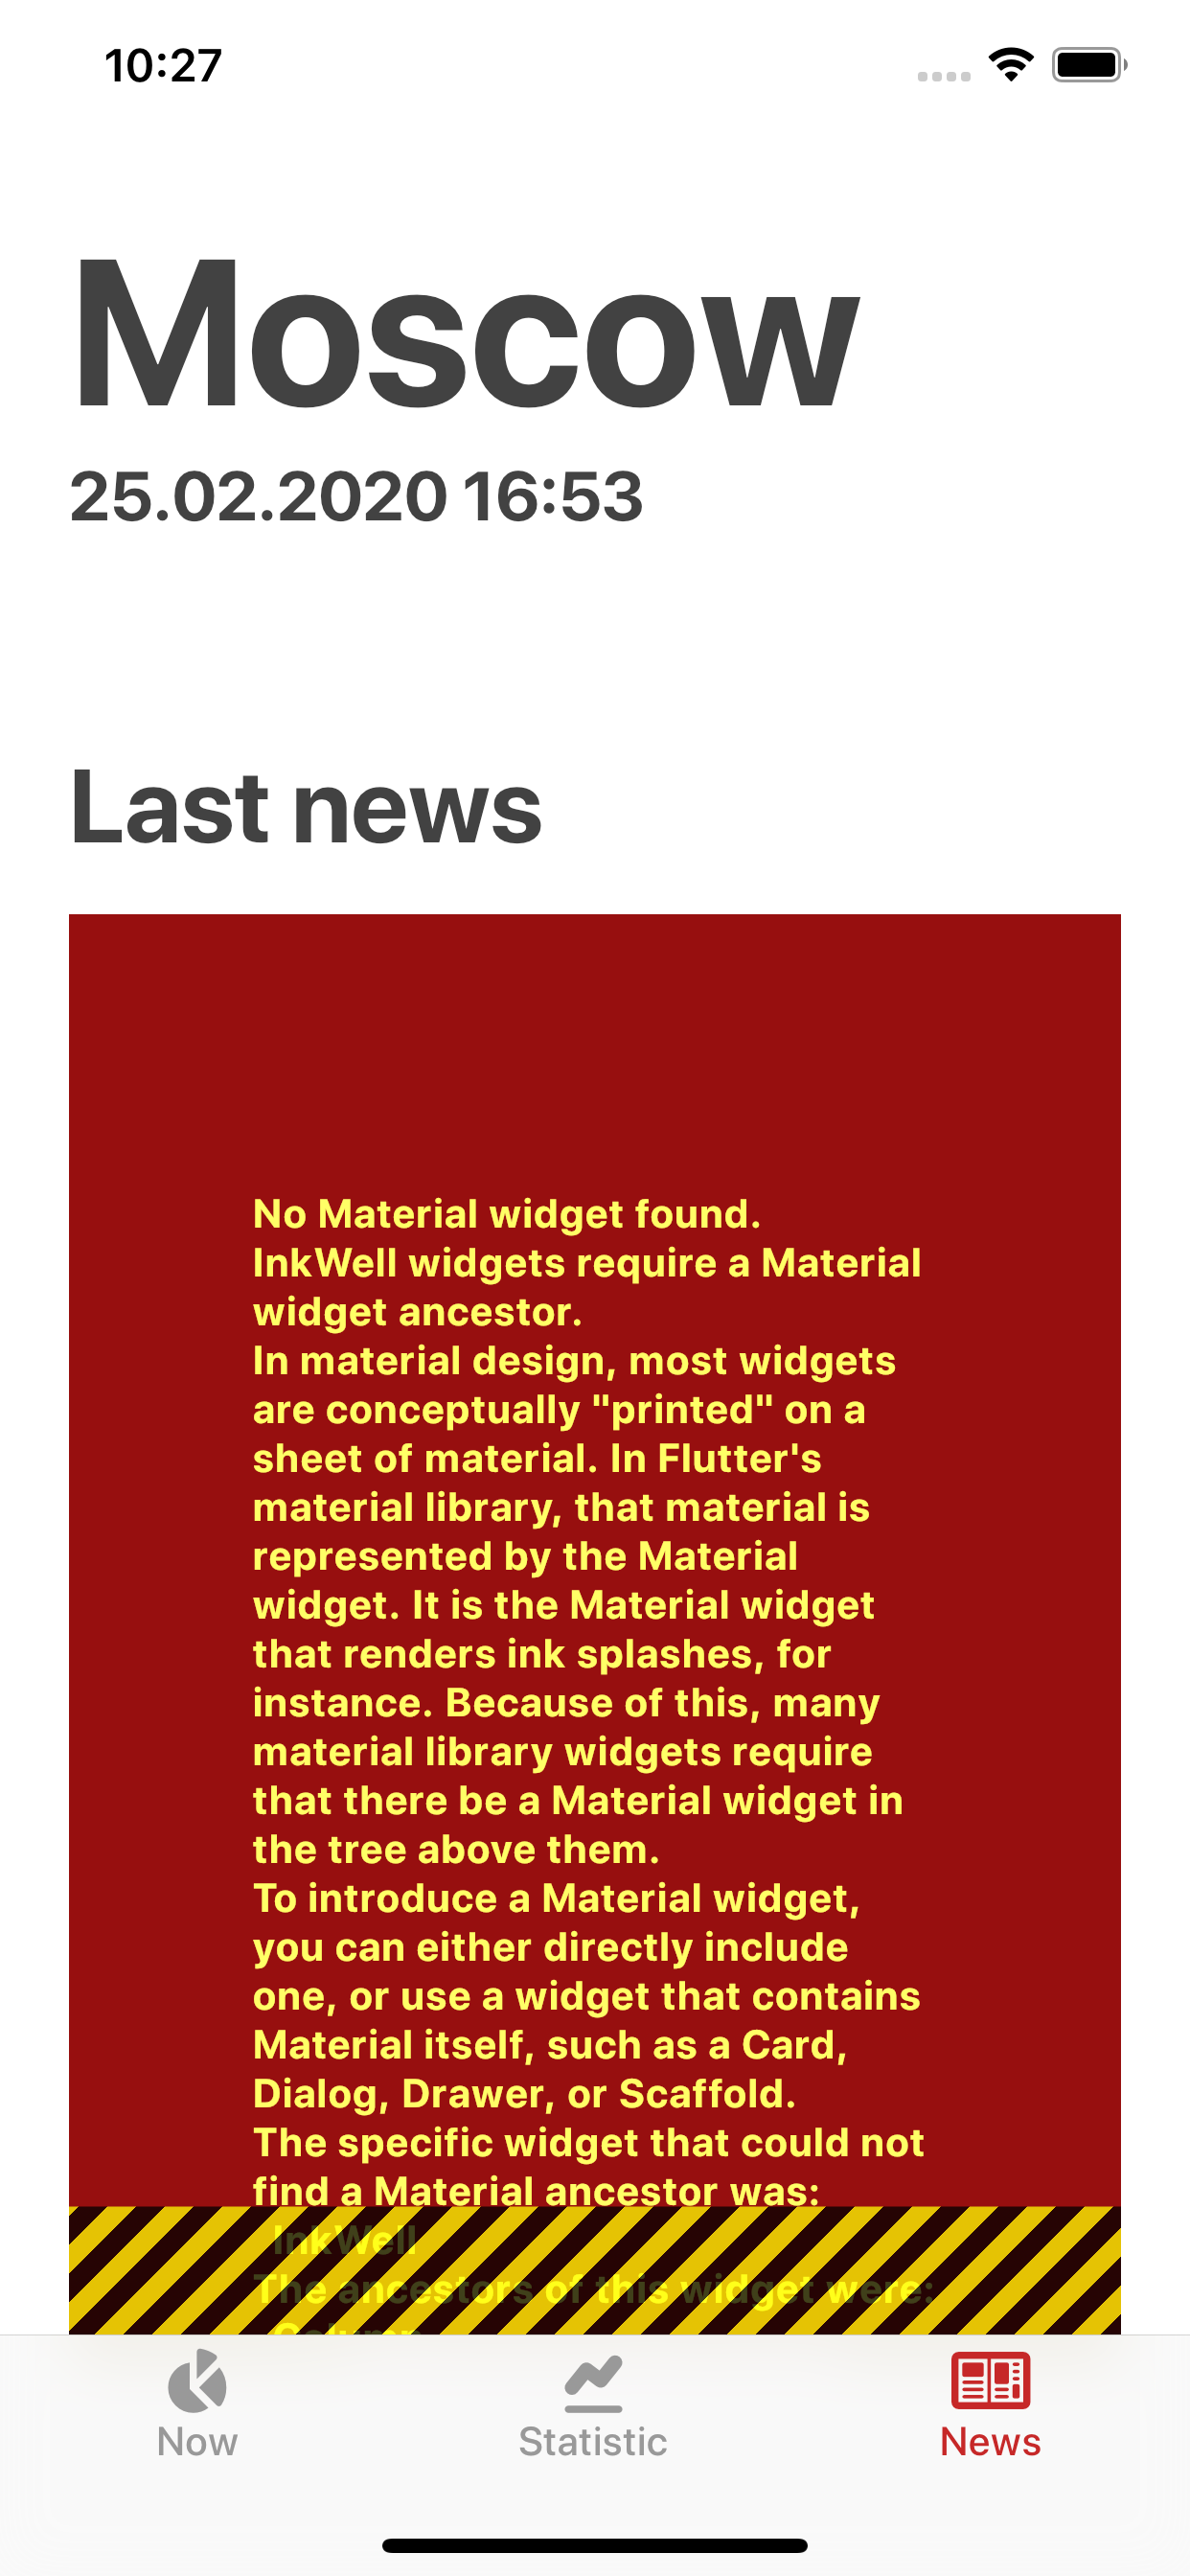 10:27
Moscow
25.02.2020 16:53
Last news
No Material widget found.
InkWell widgets require a Material
widget ancestor.
In material design, most widgets
are conceptually "printed" on a
sheet of material. In Flutter's
material library, that material is
represented by the Material
widget. It is the Material widget
that renders ink splashes, for
instance. Because of this, many
material library widgets require
that there be a Material widget in
the tree above them.
To introduce a Material widget,
you can either directly include
one, or use a widget that contains
Material itself, such as a Card,
Dialog, Drawer, or Scaffold.
The specific widget that could not
find a Material ancestor was:
InkWell
The ancestors of this widget were:
Column
Now
Statistic
News